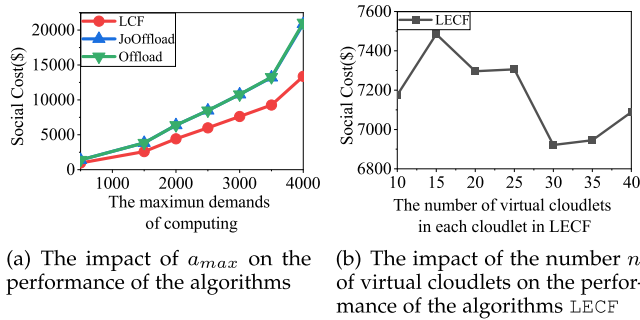 LCF
JoOffload
Offload
20000
15000
10000
5000
0
Social Cost($)
1000 2000 3000 4000
The maximun demands
of computing
(a) The impact of a_max on the
performance of the algorithms
LECF
7600
7400
7200
7000
6800
Social Cost($)
10 15 20 25 30 35 40
The number of virtual cloudlets
in each cloudlet in LECF
(b) The impact of the number n
of virtual cloudlets on the perfor-
mance of the algorithms LECF